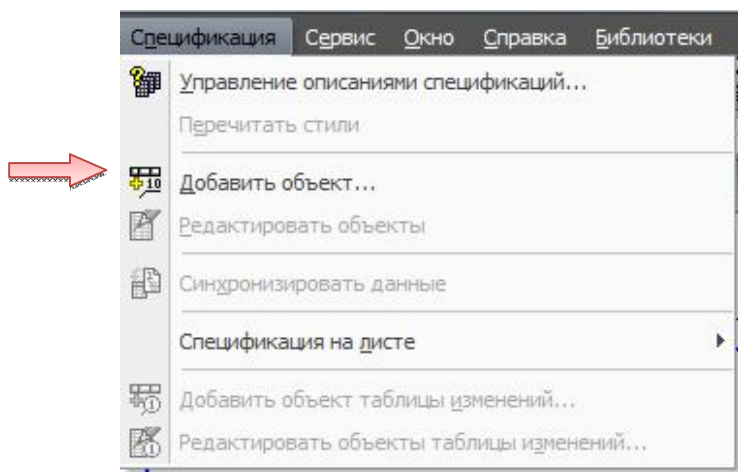 Спецификация Сервис Окно Справка Библиотеки
Управление описаниями спецификаций...
Перечитать стили
Добавить объект...
Редактировать объекты
Синхронизировать данные
Спецификация на листе
Добавить объект таблицы изменений...
Редактировать объекты таблицы изменений...